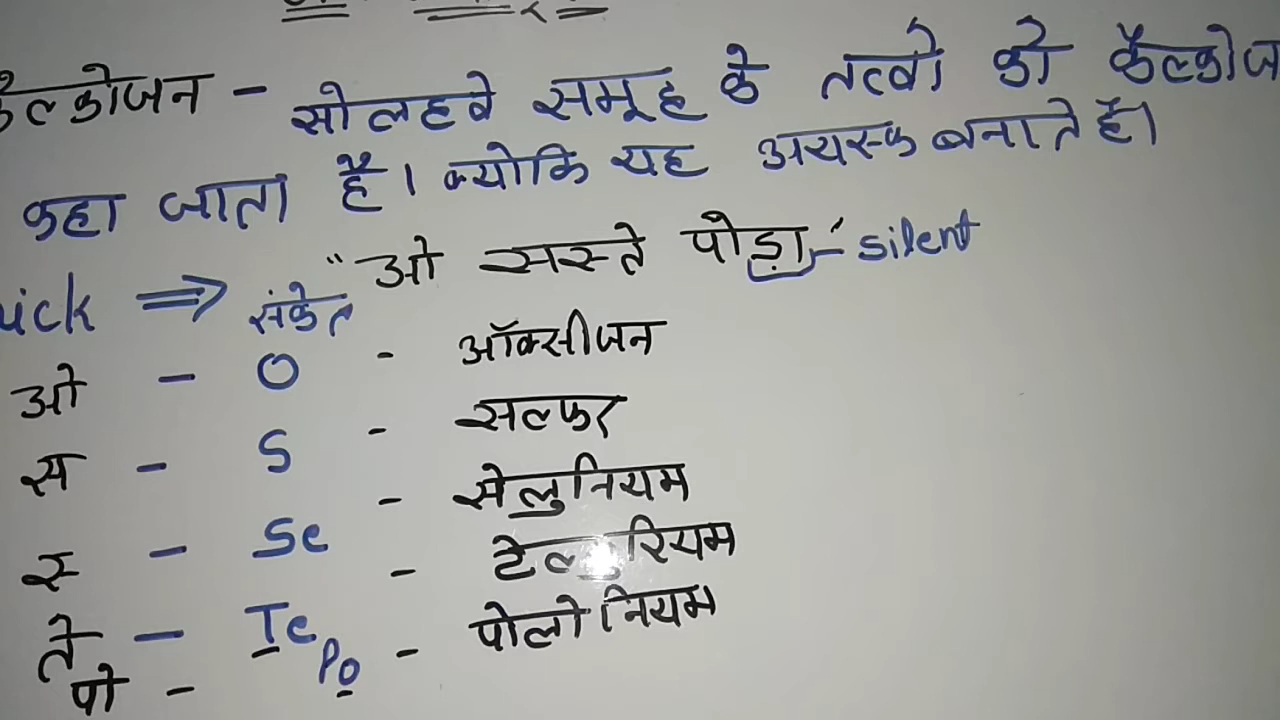 कैल्कोजन - सोलहवे समूह के तत्वो को कैल्कोज
कहा जाता है। क्योकि यह अयस्क बनाते है।
"ओ सस्ते पोड़ा" - silent
uick ⇒ संकेत
ओ - O - ऑक्सीजन
स - S - सल्फर
स् - Se - सेलुनियम
ते - Te - टेलुरियम
पो - Po - पोलोनियम